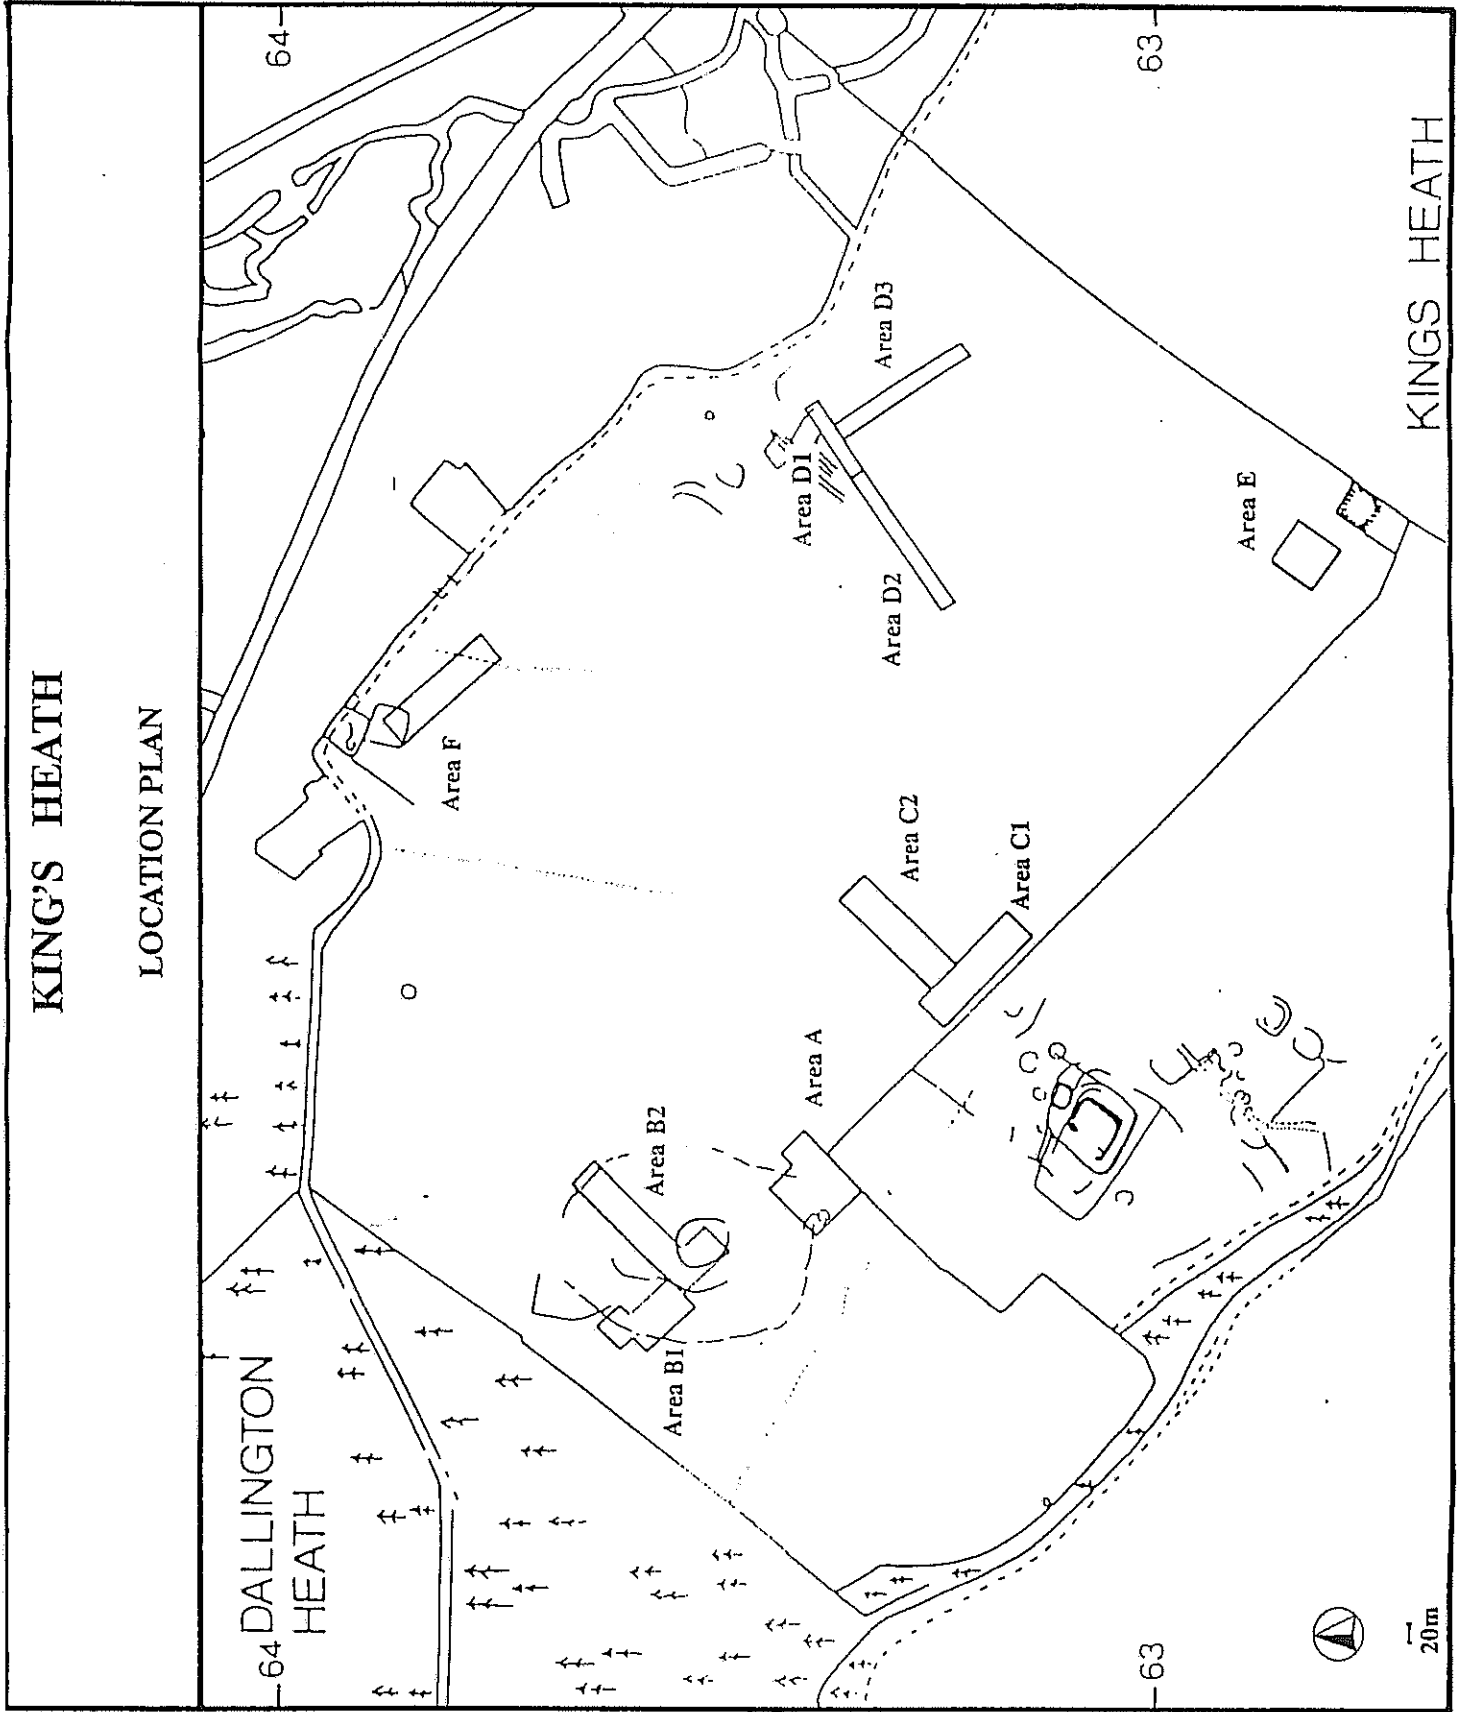 KING'S HEATH
LOCATION PLAN
64
64
DALLINGTON
HEATH
Area F
Area B2
Area B1
Area A
Area C2
Area C1
Area D1
Area D2
Area D3
Area E
63
63
KINGS HEATH
20m